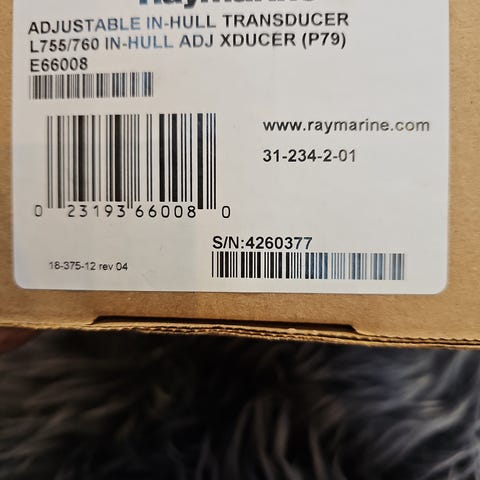 Raymarine
ADJUSTABLE IN-HULL TRANSDUCER
L755/760 IN-HULL ADJ XDUCER (P79)
E66008
www.raymarine.com
31-234-2-01
0 23193 66008 0
S/N:4260377
18-375-12 rev 04